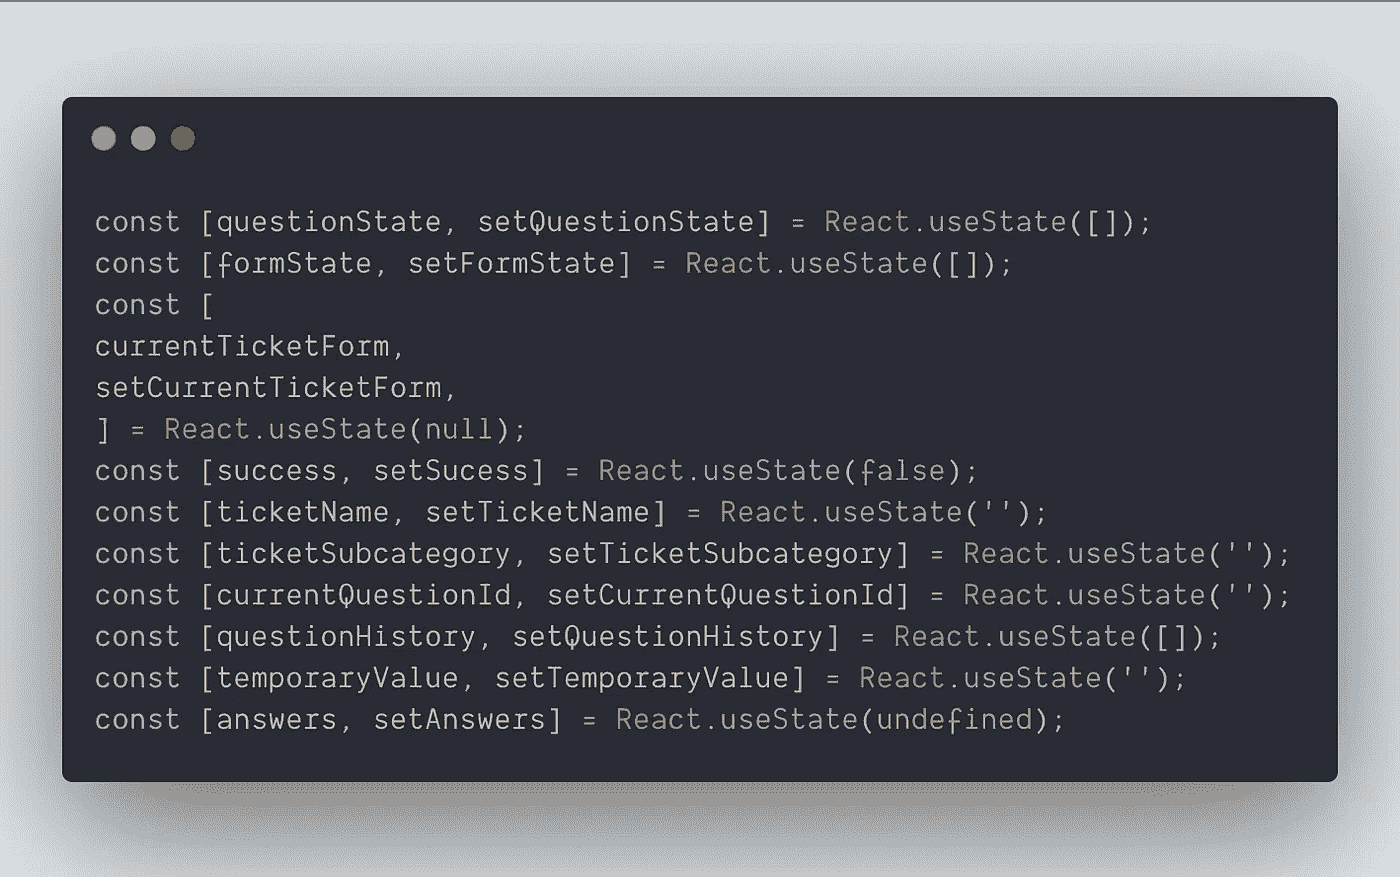 const [questionState, setQuestionState] = React.useState([]);
const [formState, setFormState] = React.useState([]);
const [
currentTicketForm,
setCurrentTicketForm,
] = React.useState(null);
const [success, setSucess] = React.useState(false);
const [ticketName, setTicketName] = React.useState('');
const [ticketSubcategory, setTicketSubcategory] = React.useState('');
const [currentQuestionId, setCurrentQuestionId] = React.useState('');
const [questionHistory, setQuestionHistory] = React.useState([]);
const [temporaryValue, setTemporaryValue] = React.useState('');
const [answers, setAnswers] = React.useState(undefined);